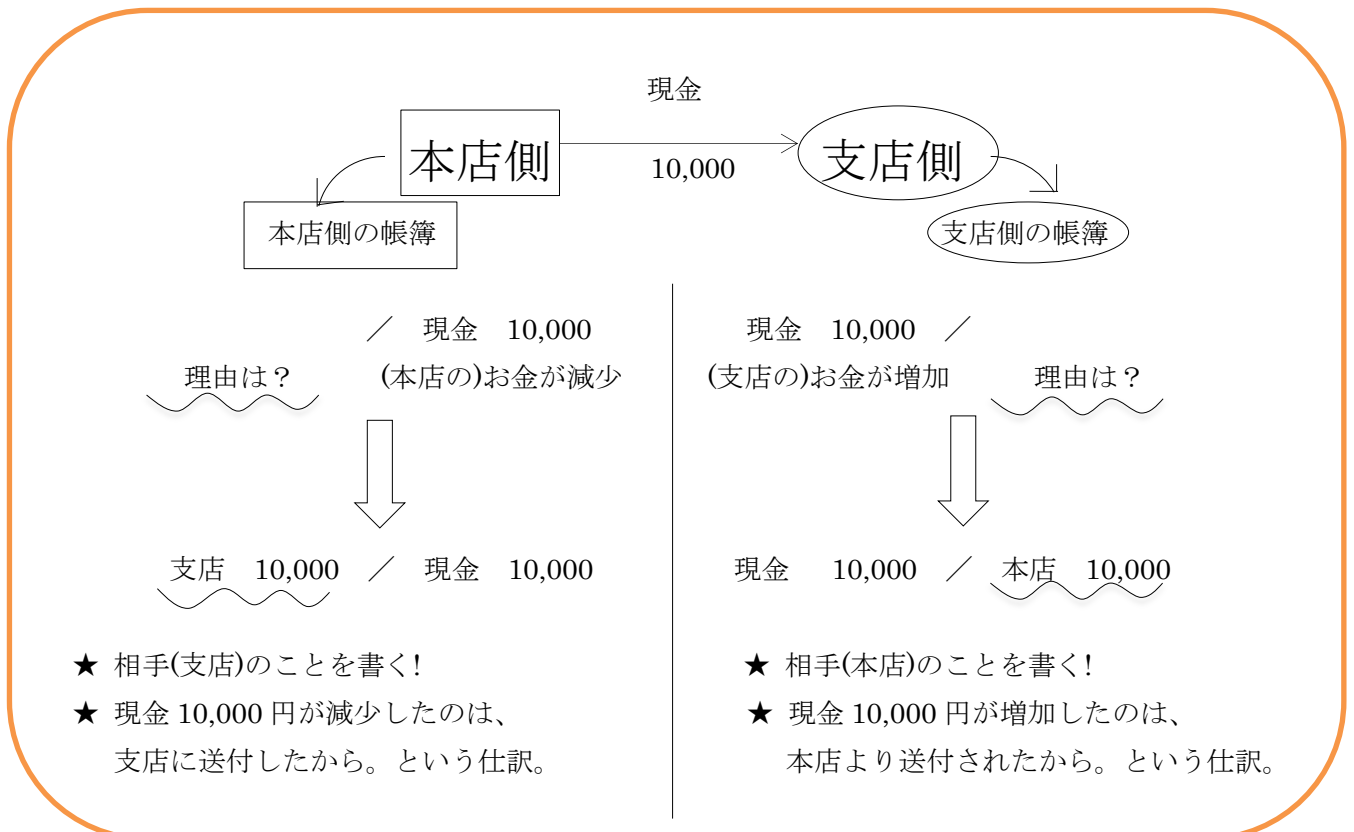 現金
本店側
10,000
支店側
本店側の帳簿
支店側の帳簿
／ 現金 10,000
理由は？ (本店の)お金が減少
支店 10,000 ／ 現金 10,000
★ 相手(支店)のことを書く!
★ 現金 10,000 円が減少したのは、
支店に送付したから。という仕訳。
現金 10,000 ／
(支店の)お金が増加 理由は？
現金 10,000 ／ 本店 10,000
★ 相手(本店)のことを書く!
★ 現金 10,000 円が増加したのは、
本店より送付されたから。という仕訳。